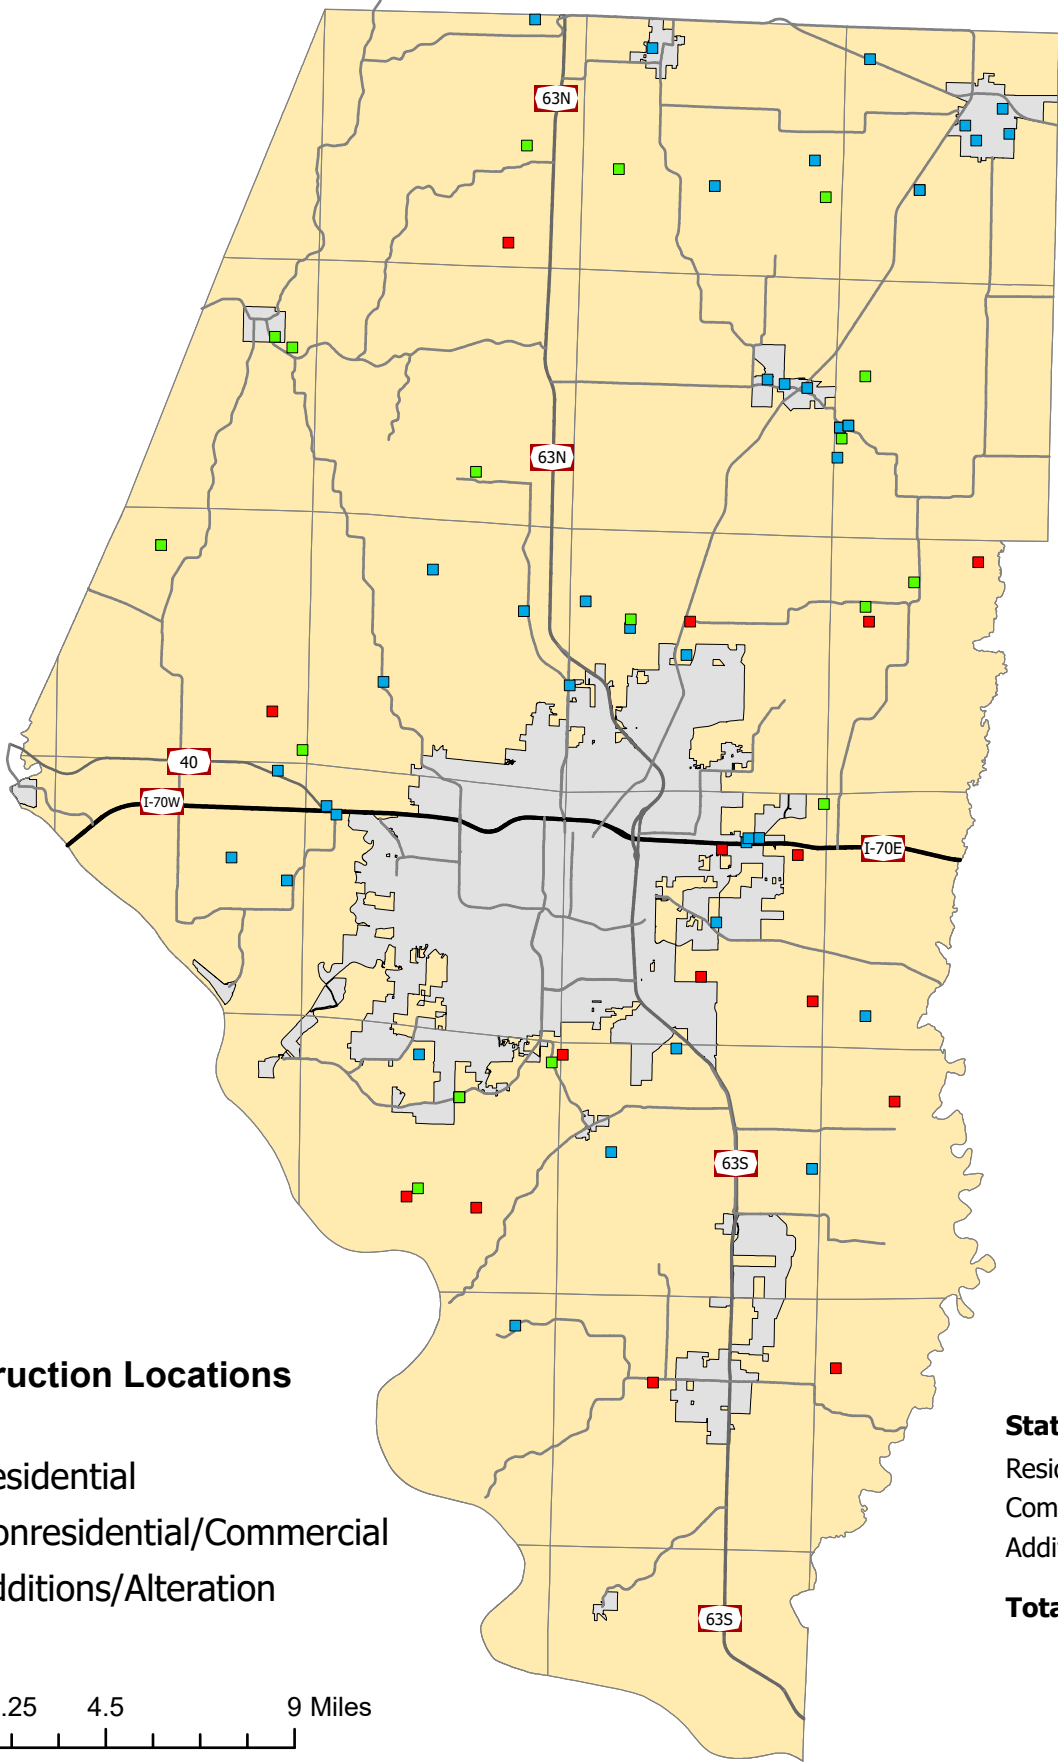 63N
63N
40
I-70W
I-70E
63S
ruction Locations
esidential
onresidential/Commercial
dditions/Alteration
Stat
Resid
Com
Addi
Tota
63S
.25 4.5 9 Miles